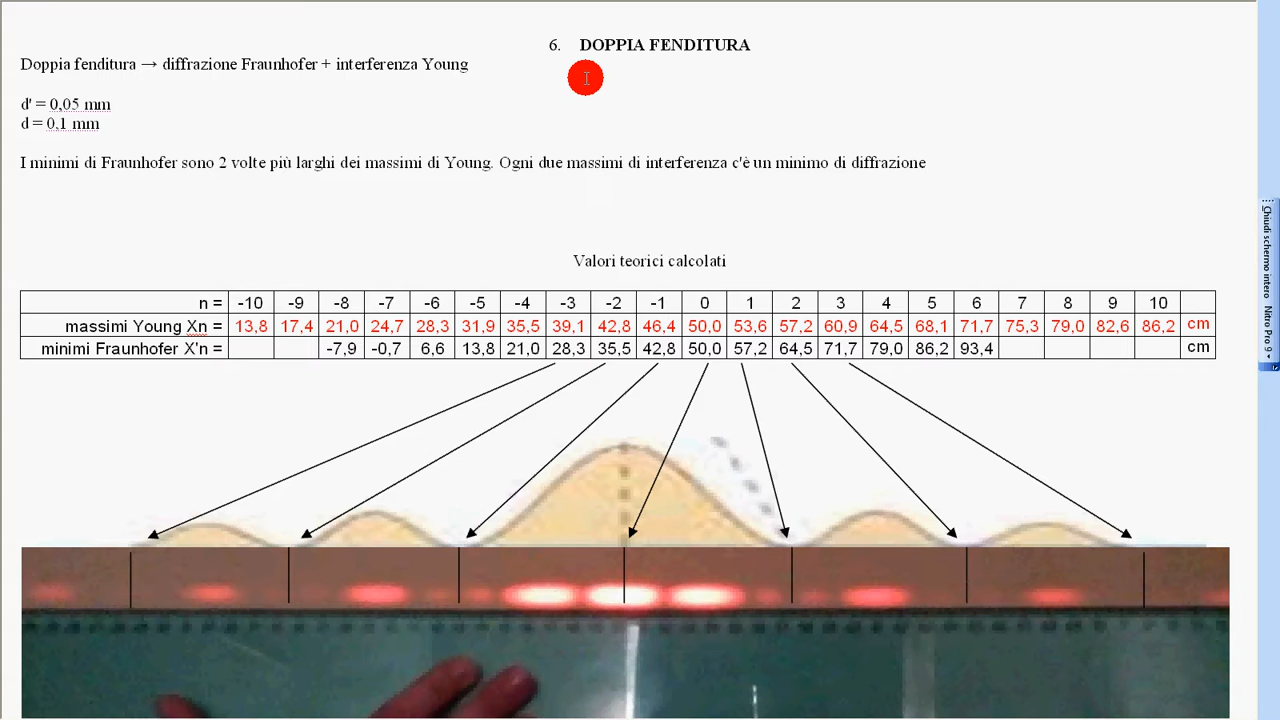 6. DOPPIA FENDITURA
Doppia fenditura → diffrazione Fraunhofer + interferenza Young
d' = 0,05 mm
d = 0,1 mm
I minimi di Fraunhofer sono 2 volte più larghi dei massimi di Young. Ogni due massimi di interferenza c'è un minimo di diffrazione
Valori teorici calcolati
n = -10 -9 -8 -7 -6 -5 -4 -3 -2 -1 0 1 2 3 4 5 6 7 8 9 10
massimi Young Xn = 13,8 17,4 21,0 24,7 28,3 31,9 35,5 39,1 42,8 46,4 50,0 53,6 57,2 60,9 64,5 68,1 71,7 75,3 79,0 82,6 86,2 cm
minimi Fraunhofer X'n = -7,9 -0,7 6,6 13,8 21,0 28,3 35,5 42,8 50,0 57,2 64,5 71,7 79,0 86,2 93,4 cm
Chiudi schermo intero
Nitro Pro 9